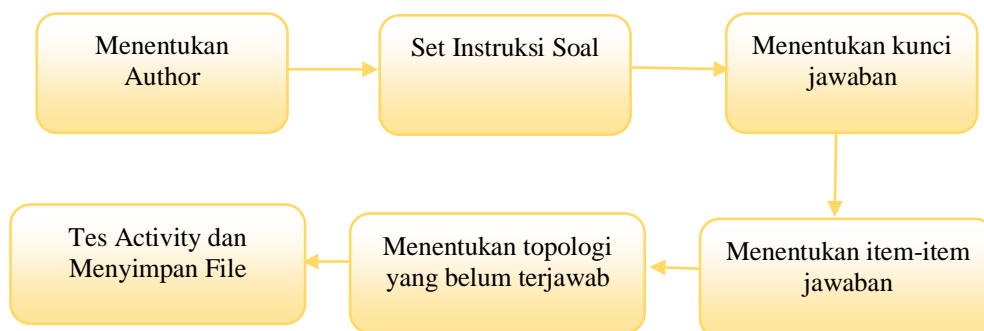 Menentukan
Author
Set Instruksi Soal
Menentukan kunci
jawaban
Menentukan item-item
jawaban
Menentukan topologi
yang belum terjawab
Tes Activity dan
Menyimpan File